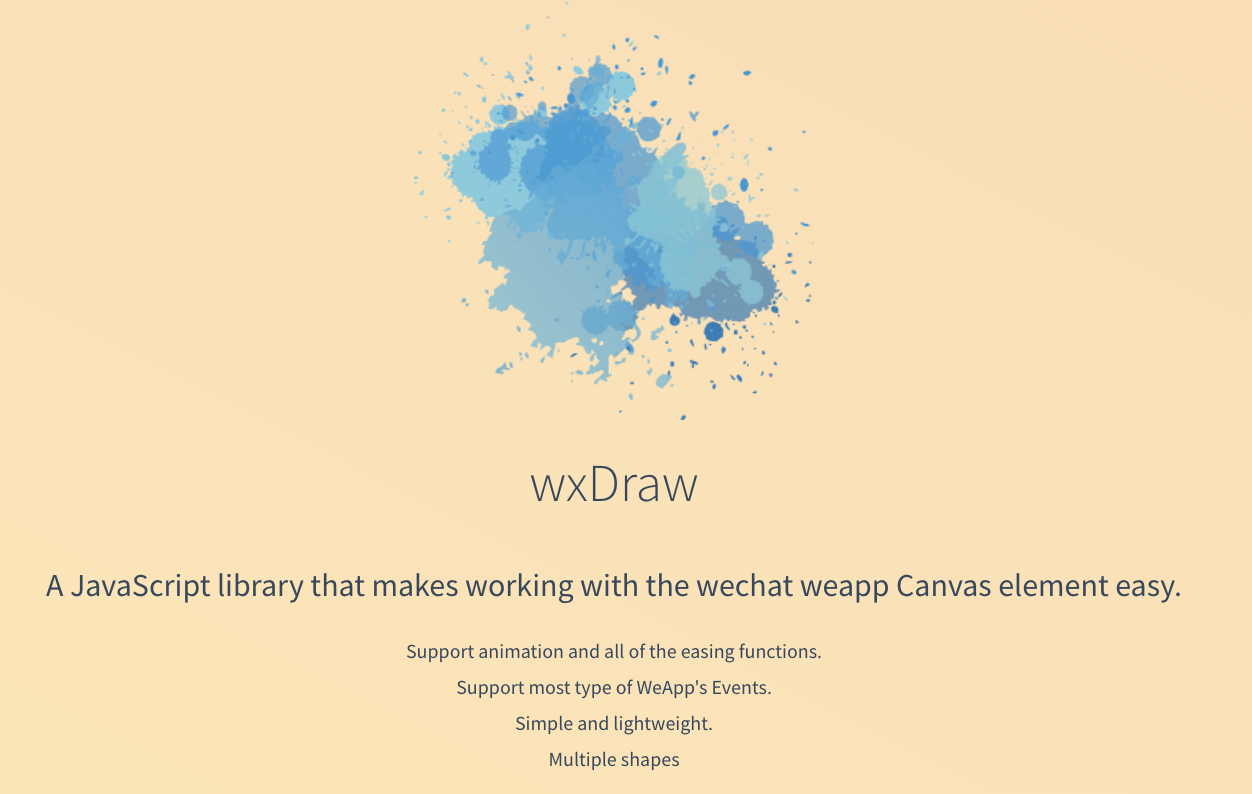 wxDraw
A JavaScript library that makes working with the wechat weapp Canvas element easy.
Support animation and all of the easing functions.
Support most type of WeApp's Events.
Simple and lightweight.
Multiple shapes